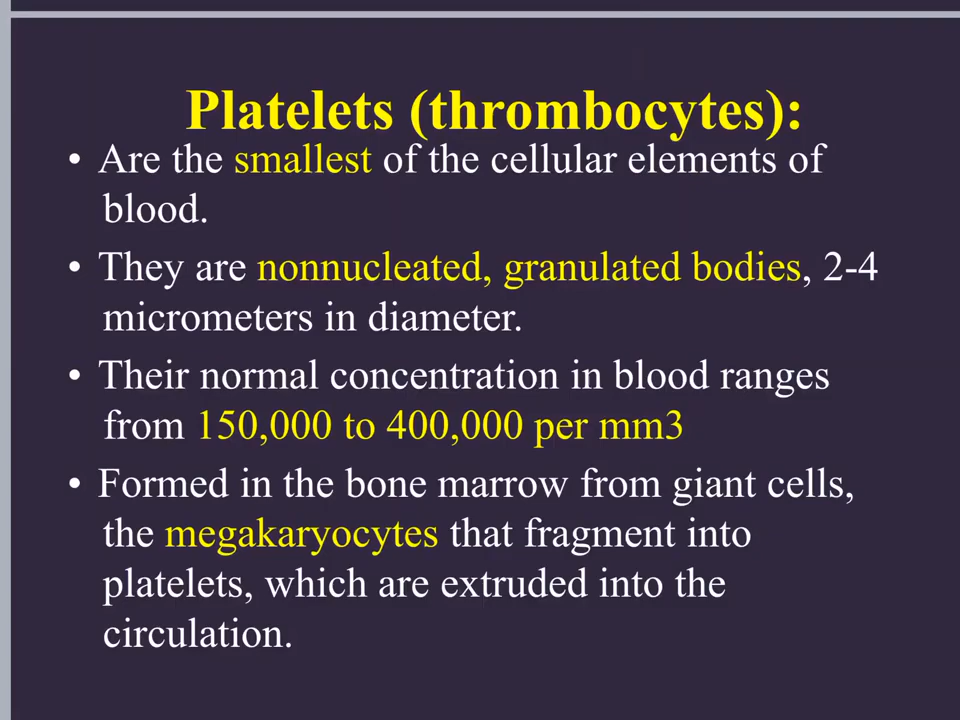 Platelets (thrombocytes):
• Are the smallest of the cellular elements of
blood.
• They are nonnucleated, granulated bodies, 2-4
micrometers in diameter.
• Their normal concentration in blood ranges
from 150,000 to 400,000 per mm3
• Formed in the bone marrow from giant cells,
the megakaryocytes that fragment into
platelets, which are extruded into the
circulation.